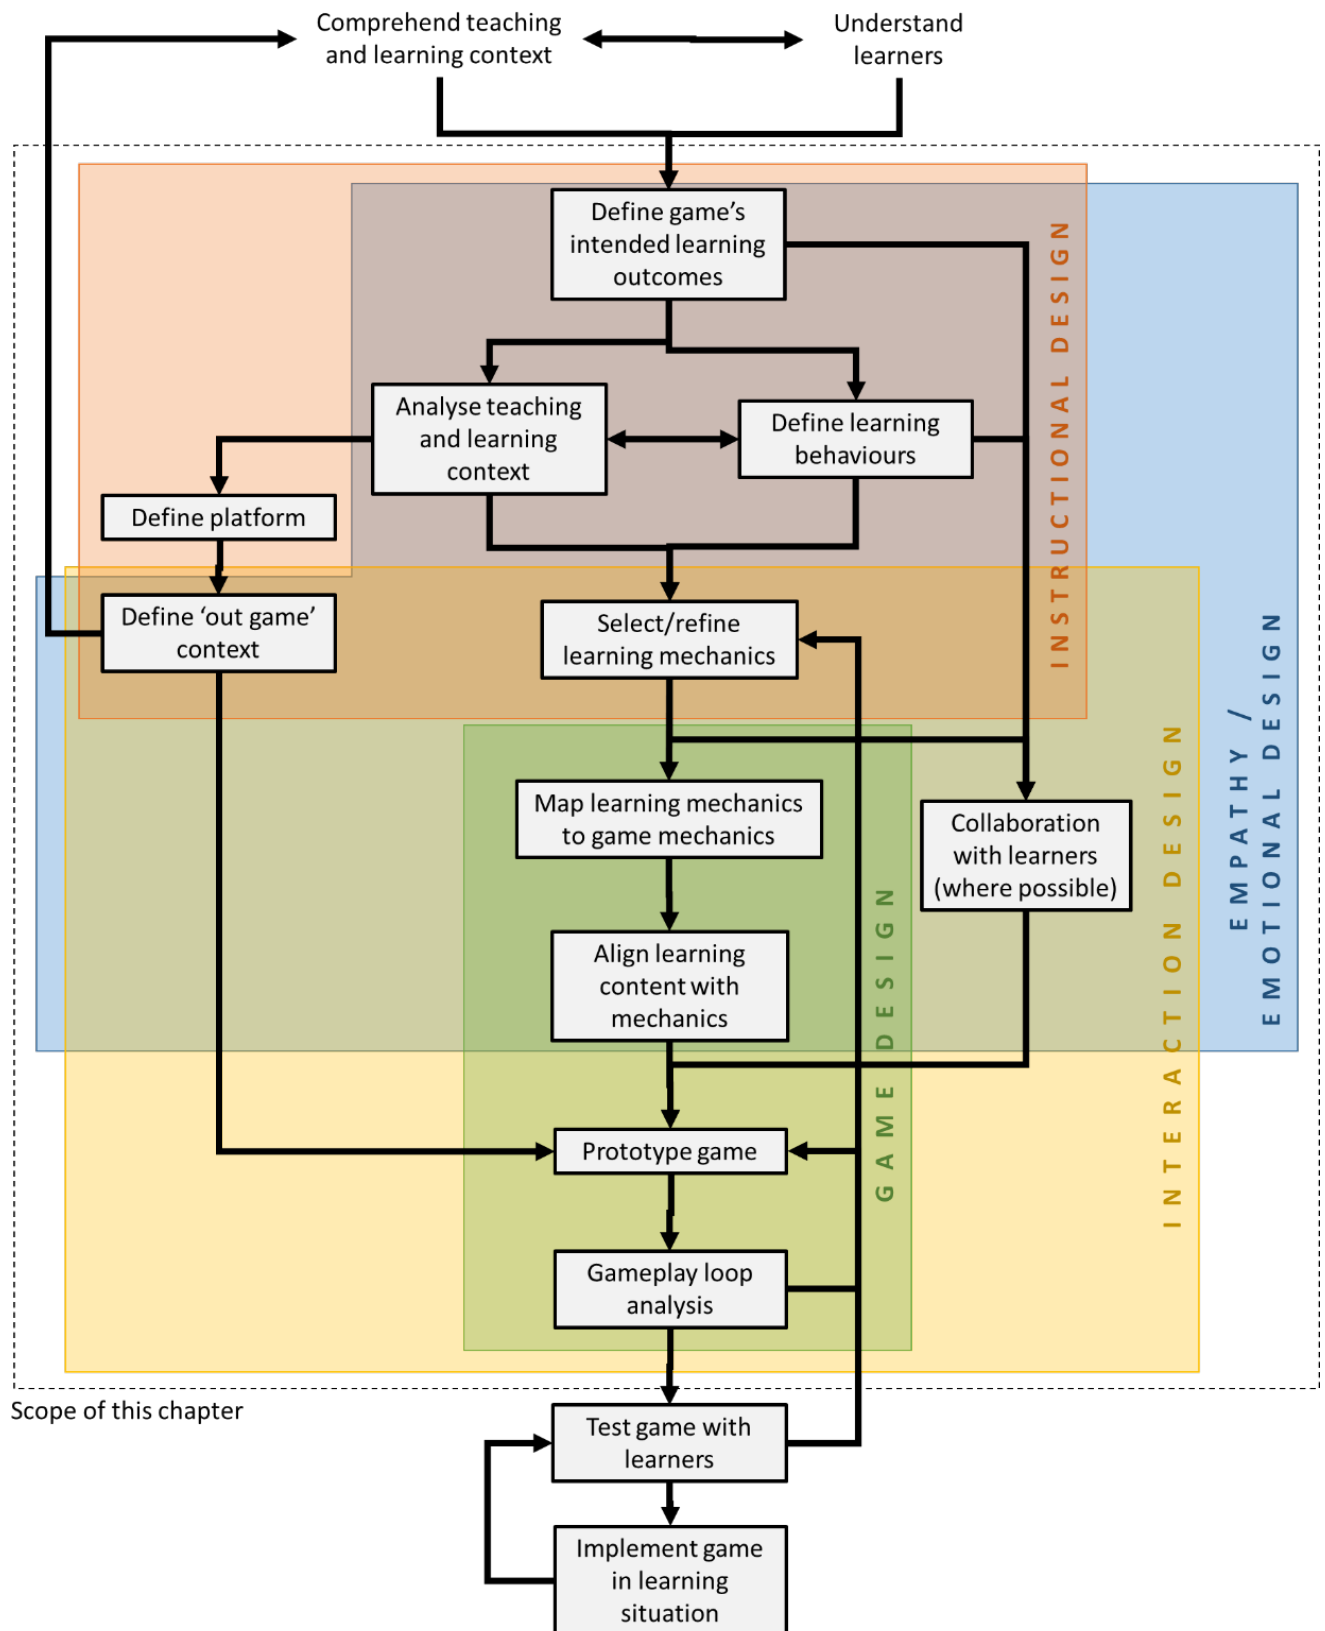 Comprehend teaching
and learning context
Understand
learners
Define game's
intended learning
outcomes
Analyse teaching
and learning
context
Define learning
behaviours
Define platform
Define 'out game'
context
Select/refine
learning mechanics
Map learning mechanics
to game mechanics
Collaboration
with learners
(where possible)
Align learning
content with
mechanics
Prototype game
Gameplay loop
analysis
INSTRUCTIONAL DESIGN
EMPATHY /
EMOTIONAL DESIGN
INTERACTION DESIGN
GAME DESIGN
Scope of this chapter
Test game with
learners
Implement game
in learning
situation